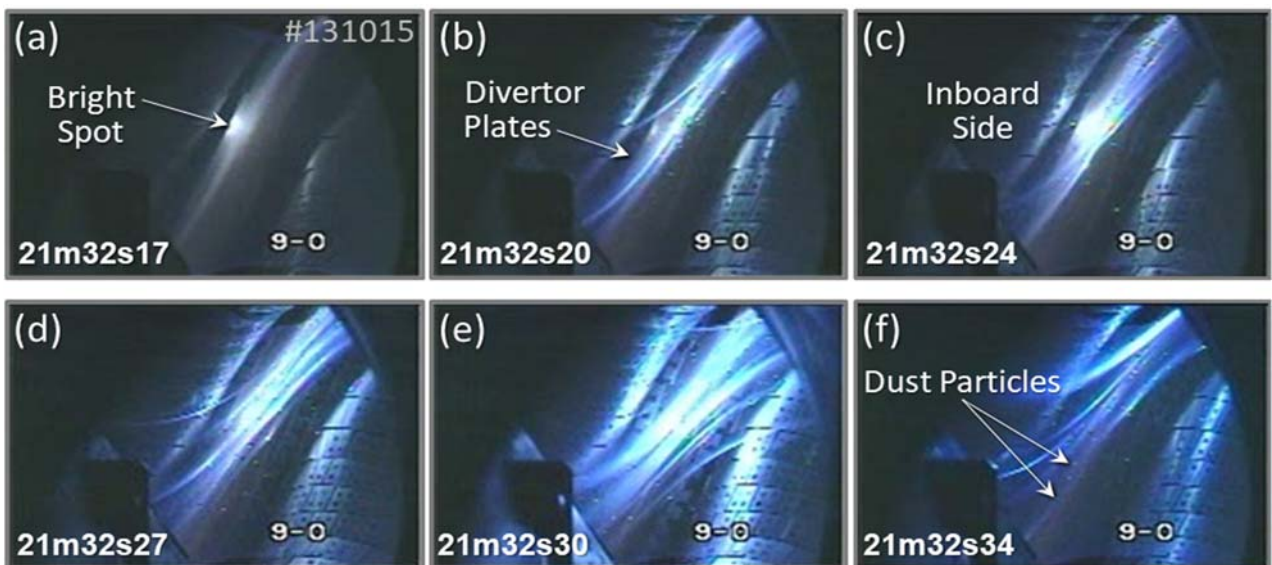 (a) #131015
Bright
Spot
9-0
21m32s17
(b)
Divertor
Plates
9-0
21m32s20
(c)
Inboard
Side
9-0
21m32s24
(d)
9-0
21m32s27
(e)
9-0
21m32s30
(f)
Dust Particles
9-0
21m32s34